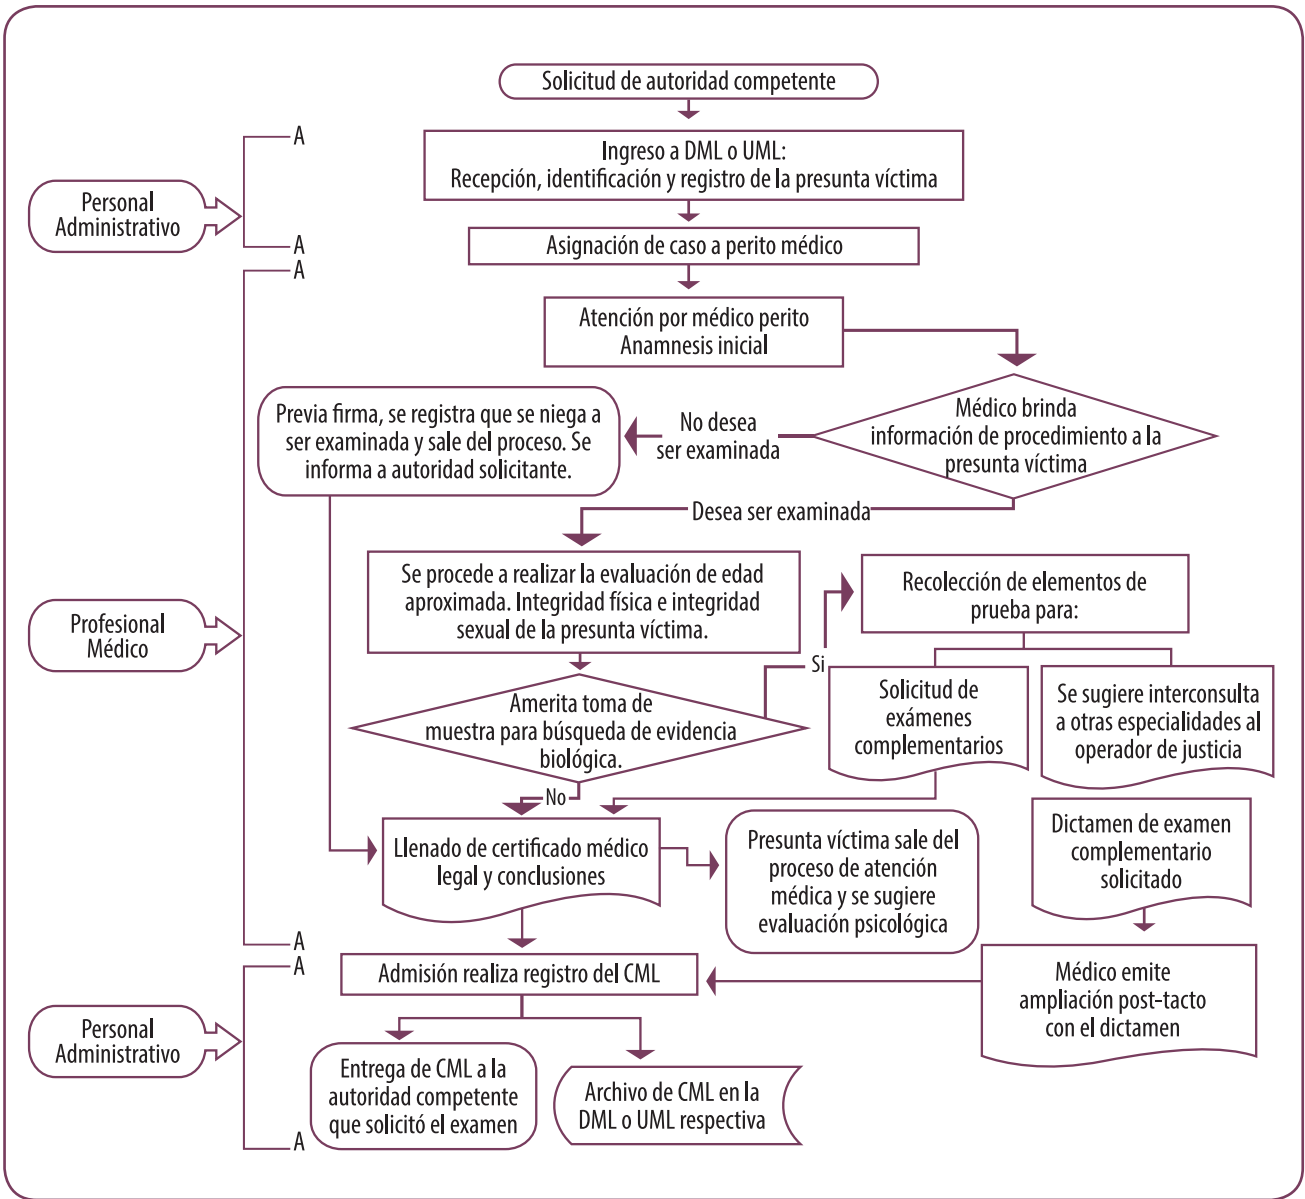 Solicitud de autoridad competente
A
Ingreso a DML o UML:
Recepción, identificación y registro de la presunta víctima
Personal
Administrativo
A
Asignación de caso a perito médico
A
Atención por médico perito
Anamnesis inicial
Médico brinda
información de procedimiento a la
presunta víctima
No desea
ser examinada
Previa firma, se registra que se niega a
ser examinada y sale del proceso. Se
informa a autoridad solicitante.
Desea ser examinada
Se procede a realizar la evaluación de edad
aproximada. Integridad física e integridad
sexual de la presunta víctima.
Recolección de elementos de
prueba para:
Profesional
Médico
Si
Amerita toma de
muestra para búsqueda de evidencia
biológica.
Solicitud de
exámenes
complementarios
Se sugiere interconsulta
a otras especialidades al
operador de justicia
No
Llenado de certificado médico
legal y conclusiones
Presunta víctima sale del
proceso de atención
médica y se sugiere
evaluación psicológica
Dictamen de examen
complementario
solicitado
A
A
Admisión realiza registro del CML
Médico emite
ampliación post-tacto
con el dictamen
Personal
Administrativo
Entrega de CML a la
autoridad competente
que solicitó el examen
Archivo de CML en la
DML o UML respectiva
A